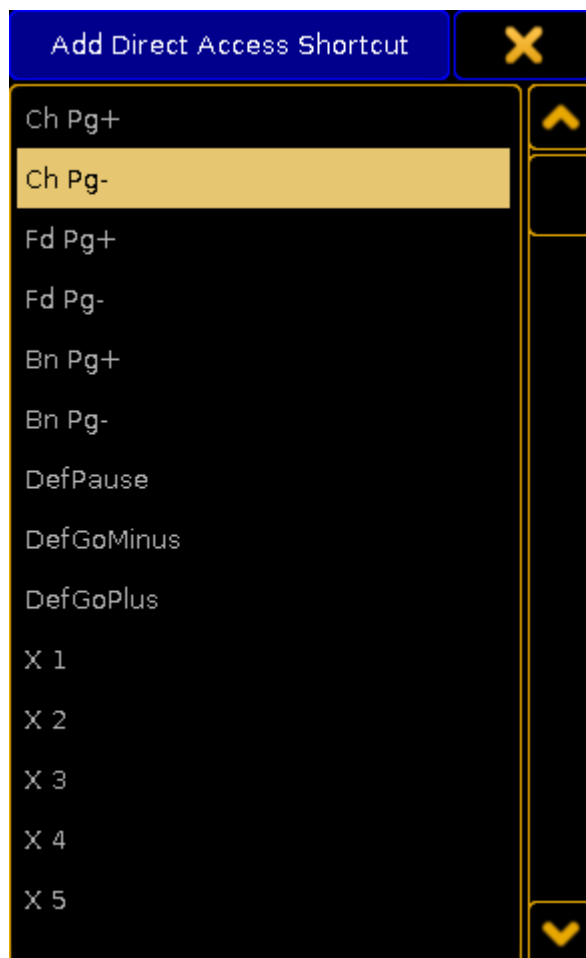 Add Direct Access Shortcut
Ch Pg+
Ch Pg-
Fd Pg+
Fd Pg-
Bn Pg+
Bn Pg-
DefPause
DefGoMinus
DefGoPlus
X 1
X 2
X 3
X 4
X 5